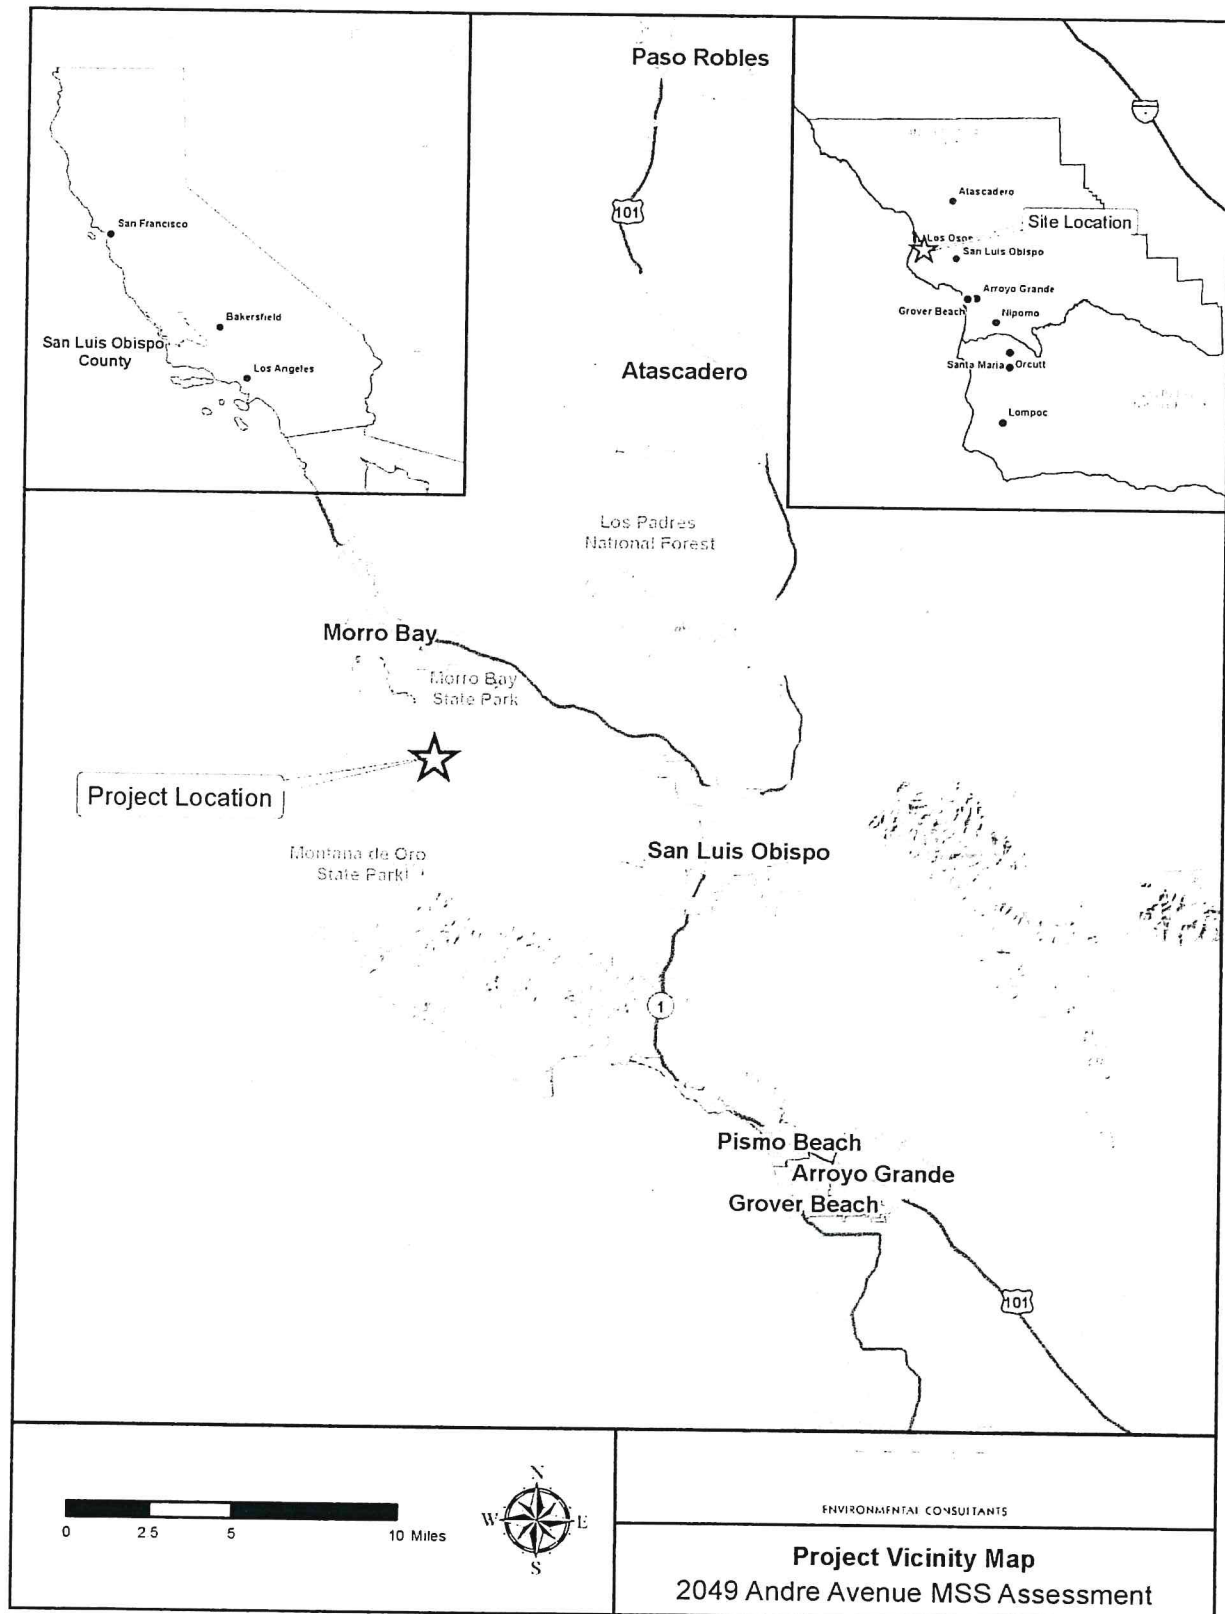 San Francisco
Bakersfield
San Luis Obispo
County
Los Angeles
Paso Robles
101
Atascadero
Los Padres
National Forest
Atascadero
Site Location
Los Osos
San Luis Obispo
Arroyo Grande
Grover Beach
Nipomo
Santa Maria
Orcutt
Lompoc
Morro Bay
Morro Bay
State Park
Project Location
Montana de Oro
State Park
San Luis Obispo
1
Pismo Beach
Arroyo Grande
Grover Beach
101
0 2.5 5 10 Miles
N
W E
S
ENVIRONMENTAL CONSULTANTS
Project Vicinity Map
2049 Andre Avenue MSS Assessment